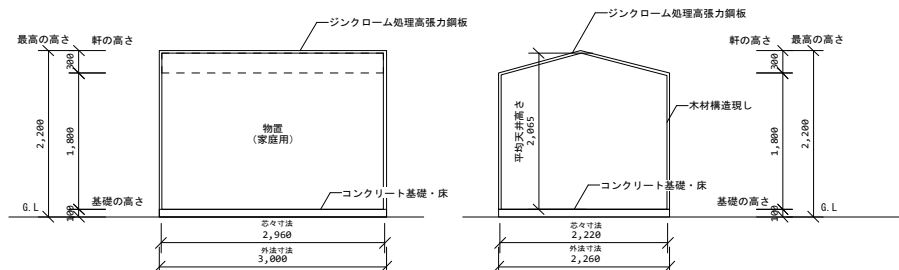 ジンクローム処理高張力鋼板
最高の高さ
軒の高さ
300
2,200
1,800
物置
(家庭用)
コンクリート基礎・床
基礎の高さ
G.L
100
芯々寸法
2,960
外法寸法
3,000
ジンクローム処理高張力鋼板
軒の高さ
最高の高さ
300
平均天井高さ
2,065
木材構造現し
1,800
2,200
コンクリート基礎・床
基礎の高さ
G.L
100
芯々寸法
2,220
外法寸法
2,260